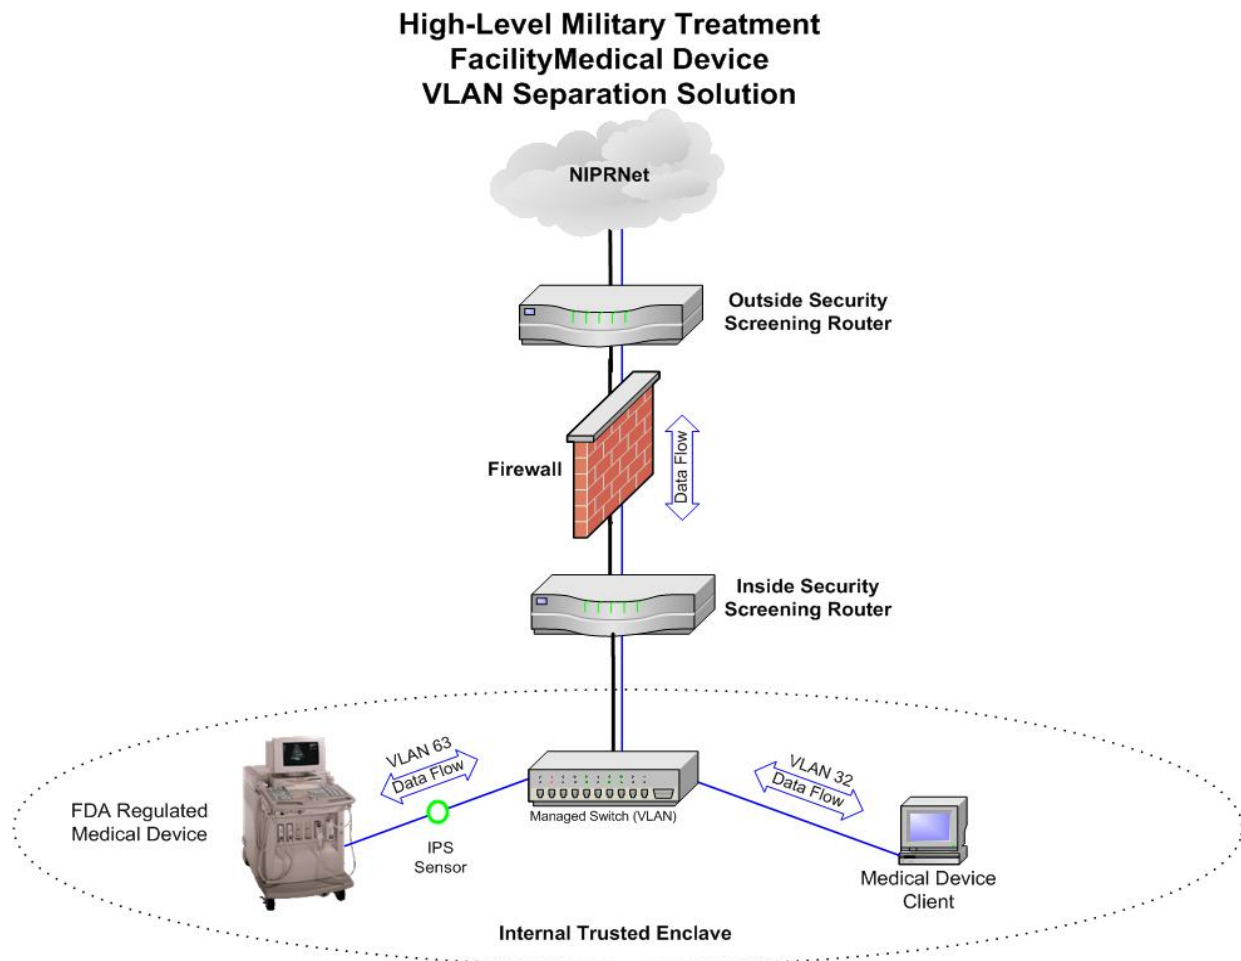 High-Level Military Treatment
FacilityMedical Device
VLAN Separation Solution
NIPRNet
Outside Security
Screening Router
Firewall
Data Flow
Inside Security
Screening Router
VLAN 63
Data Flow
VLAN 32
Data Flow
FDA Regulated
Medical Device
IPS
Sensor
Managed Switch (VLAN)
Medical Device
Client
Internal Trusted Enclave